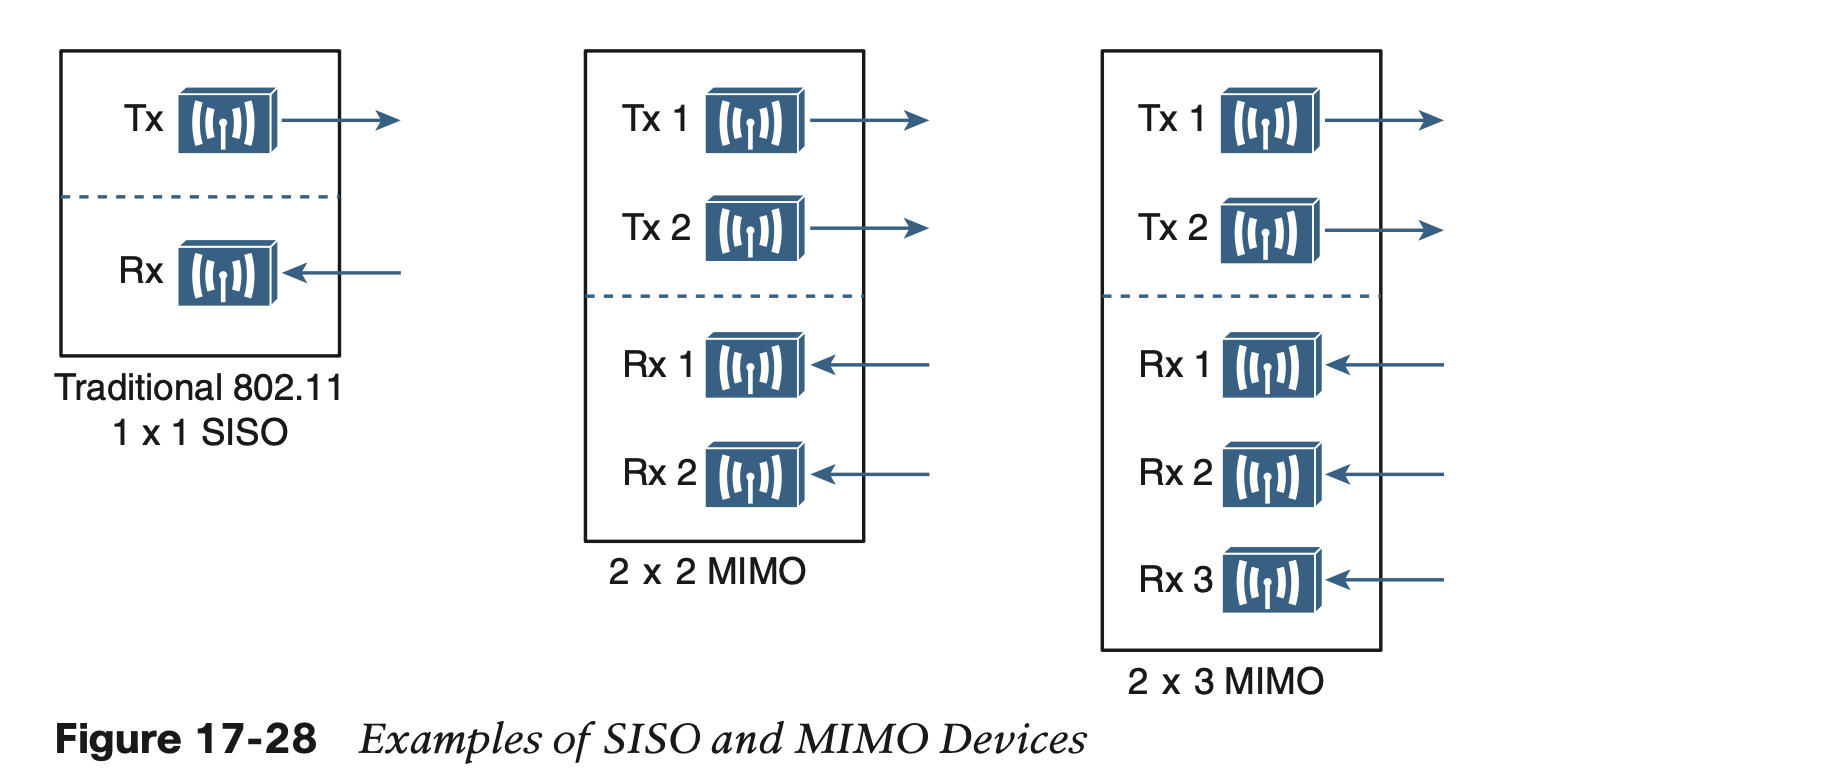 Tx
Rx
Traditional 802.11
1 x 1 SISO
Tx 1
Tx 2
Rx 1
Rx 2
2 x 2 MIMO
Tx 1
Tx 2
Rx 1
Rx 2
Rx 3
2 x 3 MIMO
Figure 17-28 Examples of SISO and MIMO Devices